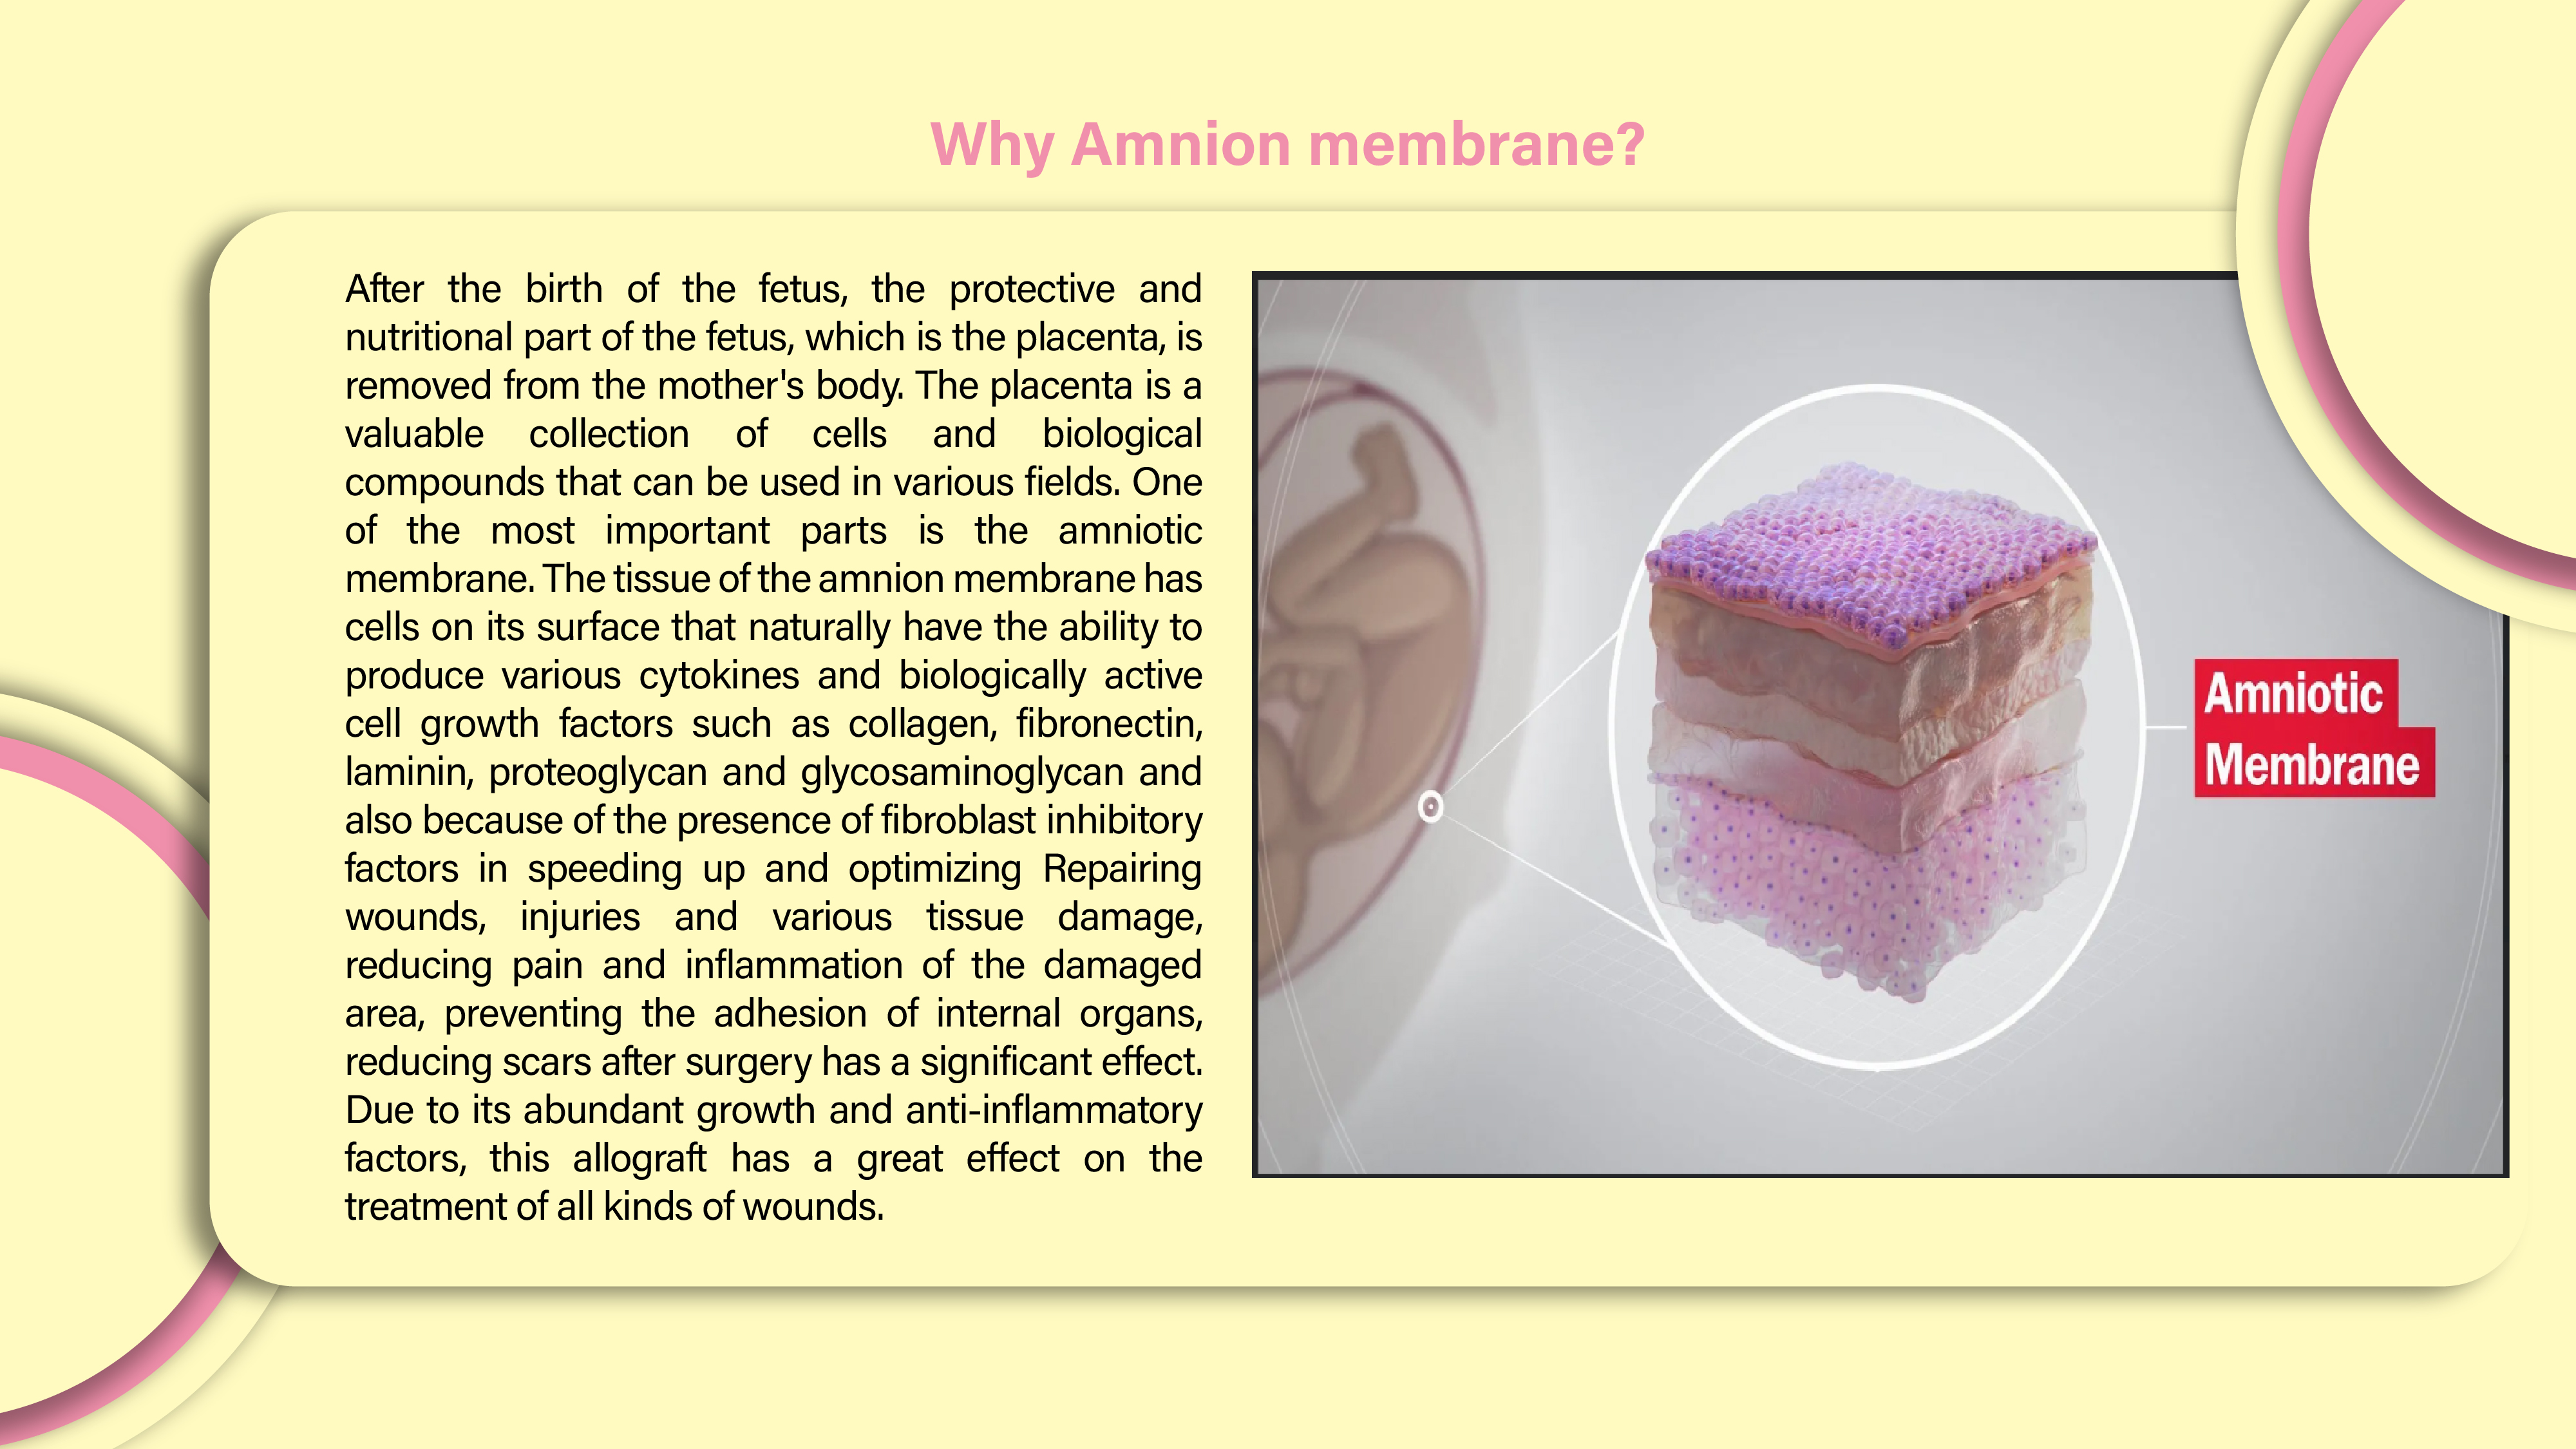 Why Amnion membrane?
After the birth of the fetus, the protective and
nutritional part of the fetus, which is the placenta, is
removed from the mother's body. The placenta is a
valuable collection of cells and biological
compounds that can be used in various fields. One
of the most important parts is the amniotic
membrane. The tissue of the amnion membrane has
cells on its surface that naturally have the ability to
produce various cytokines and biologically active
cell growth factors such as collagen, fibronectin,
laminin, proteoglycan and glycosaminoglycan and
also because of the presence of fibroblast inhibitory
factors in speeding up and optimizing Repairing
wounds, injuries and various tissue damage,
reducing pain and inflammation of the damaged
area, preventing the adhesion of internal organs,
reducing scars after surgery has a significant effect.
Due to its abundant growth and anti-inflammatory
factors, this allograft has a great effect on the
treatment of all kinds of wounds.
Amniotic
Membrane